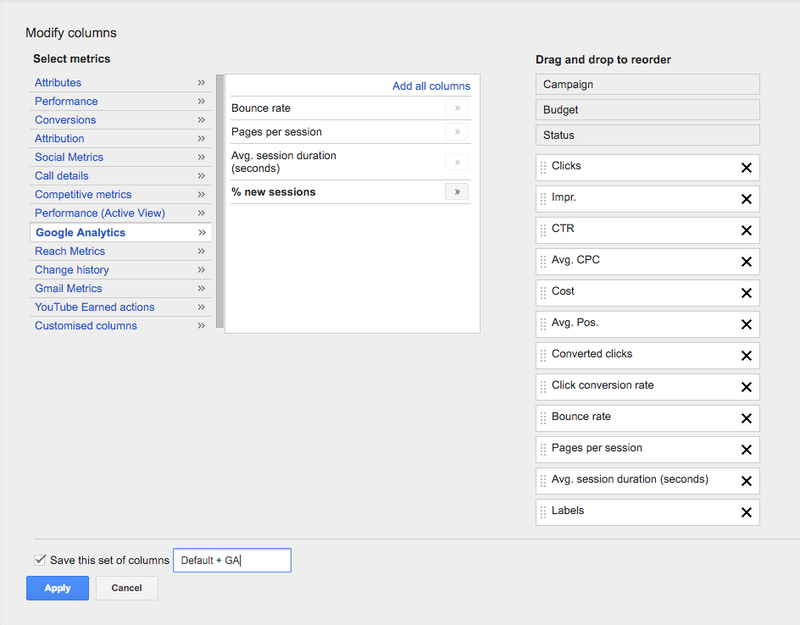 Modify columns
Select metrics
Attributes »
Performance »
Conversions »
Attribution »
Social Metrics »
Call details »
Competitive metrics »
Performance (Active View) »
Google Analytics »
Reach Metrics »
Change history »
Gmail Metrics »
YouTube Earned actions »
Customised columns »
Add all columns
Bounce rate »
Pages per session »
Avg. session duration
(seconds) »
% new sessions »
Drag and drop to reorder
Campaign
Budget
Status
Clicks
Impr.
CTR
Avg. CPC
Cost
Avg. Pos.
Converted clicks
Click conversion rate
Bounce rate
Pages per session
Avg. session duration (seconds)
Labels
Save this set of columns Default + GA
Apply Cancel